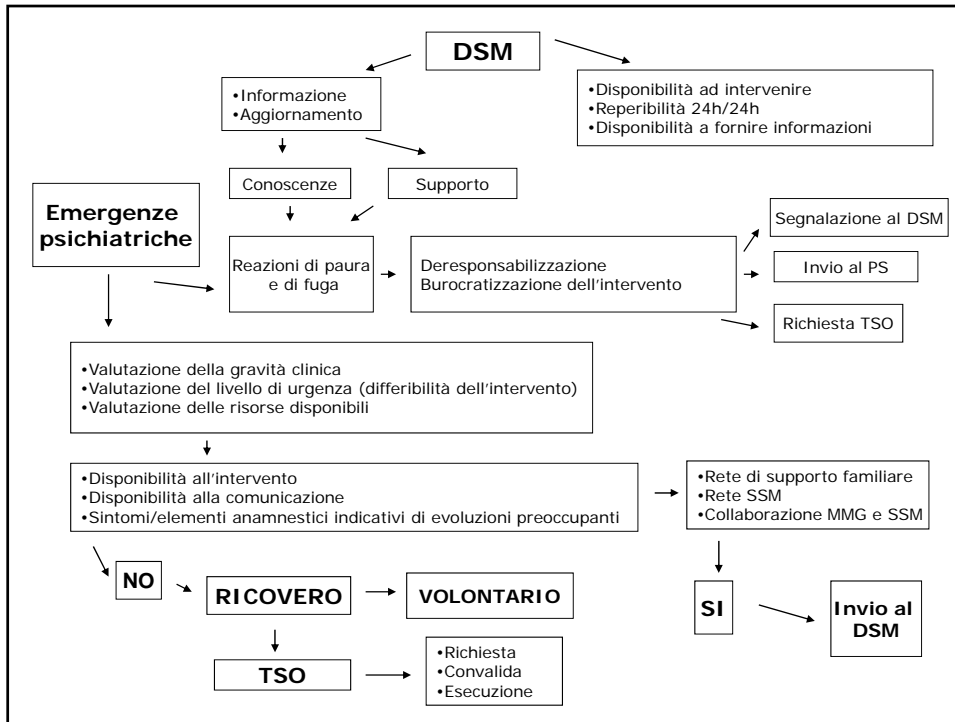 DSM
•Informazione
•Aggiornamento
•Disponibilità ad intervenire
•Reperibilità 24h/24h
•Disponibilità a fornire informazioni
Conoscenze
Supporto
Emergenze
psichiatriche
Reazioni di paura
e di fuga
Deresponsabilizzazione
Burocratizzazione dell'intervento
Segnalazione al DSM
Invio al PS
Richiesta TSO
•Valutazione della gravità clinica
•Valutazione del livello di urgenza (differibilità dell'intervento)
•Valutazione delle risorse disponibili
•Disponibilità all'intervento
•Disponibilità alla comunicazione
•Sintomi/elementi anamnestici indicativi di evoluzioni preoccupanti
•Rete di supporto familiare
•Rete SSM
•Collaborazione MMG e SSM
NO
RICOVERO
VOLONTARIO
SI
Invio al
DSM
TSO
•Richiesta
•Convalida
•Esecuzione